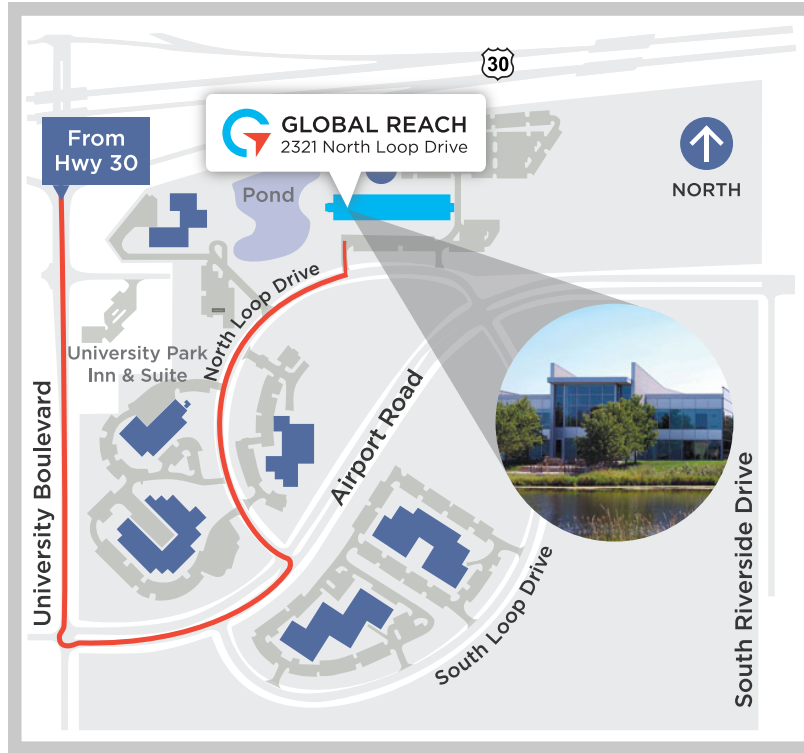 30
From
Hwy 30
GLOBAL REACH
2321 North Loop Drive
NORTH
Pond
North Loop Drive
University Park
Inn & Suite
Airport Road
University Boulevard
South Loop Drive
South Riverside Drive